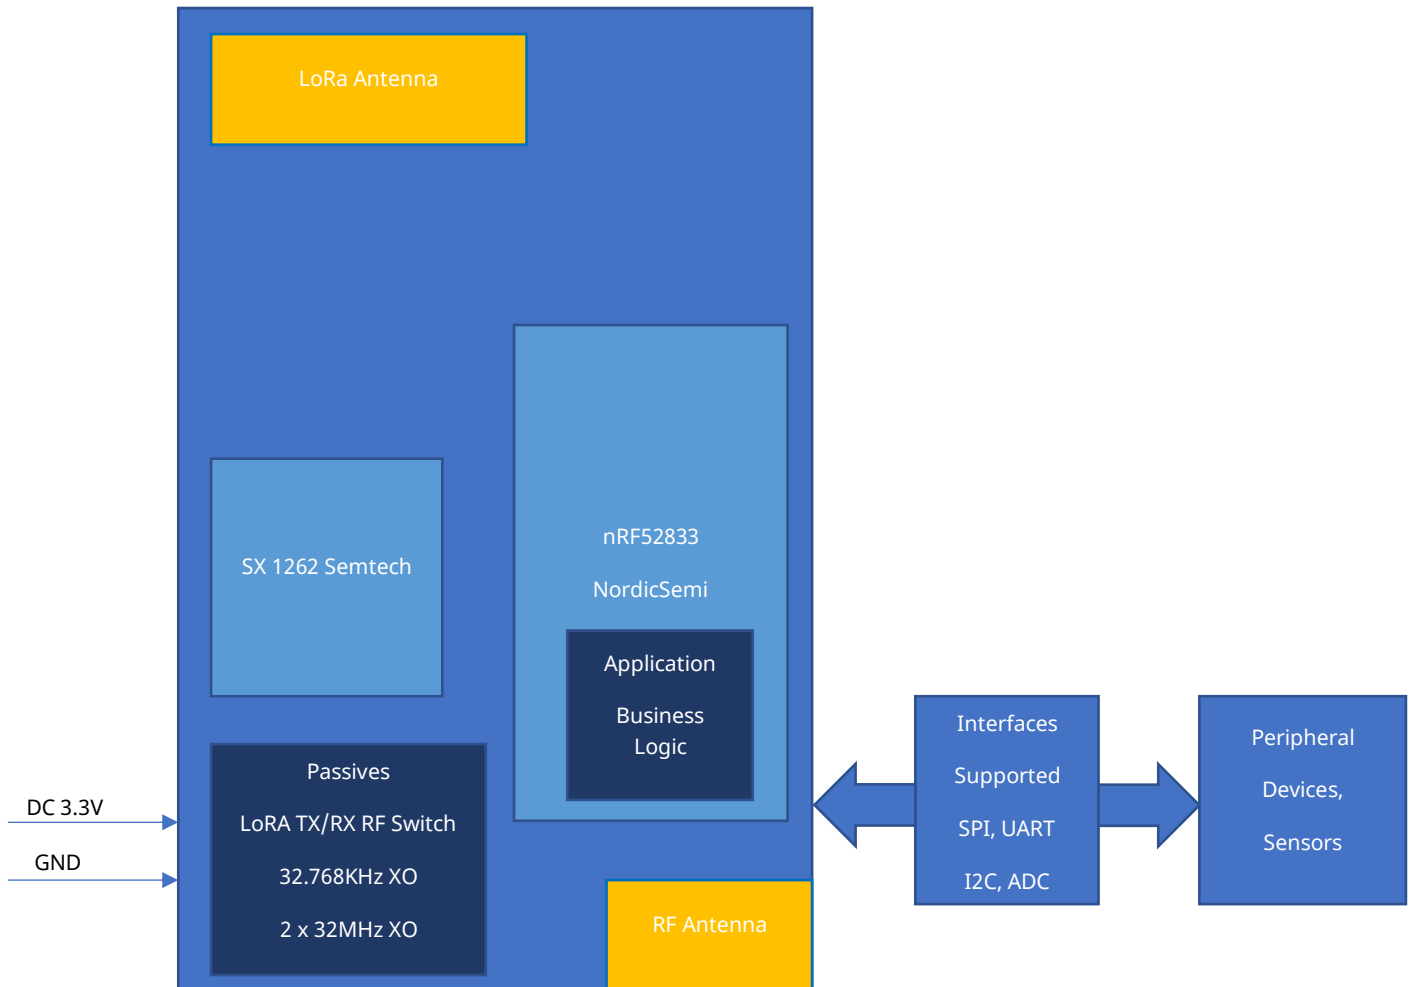 LoRa Antenna
nRF52833
NordicSemi
SX 1262 Semtech
Application
Business
Logic
Passives
LoRA TX/RX RF Switch
32.768KHz XO
2 x 32MHz XO
DC 3.3V
GND
RF Antenna
Interfaces
Supported
SPI, UART
I2C, ADC
Peripheral
Devices,
Sensors